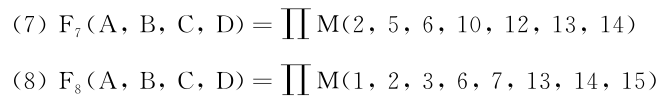 (7) F₇(A, B, C, D)=∏M(2, 5, 6, 10, 12, 13, 14)
(8) F₈(A, B, C, D)=∏M(1, 2, 3, 6, 7, 13, 14, 15)